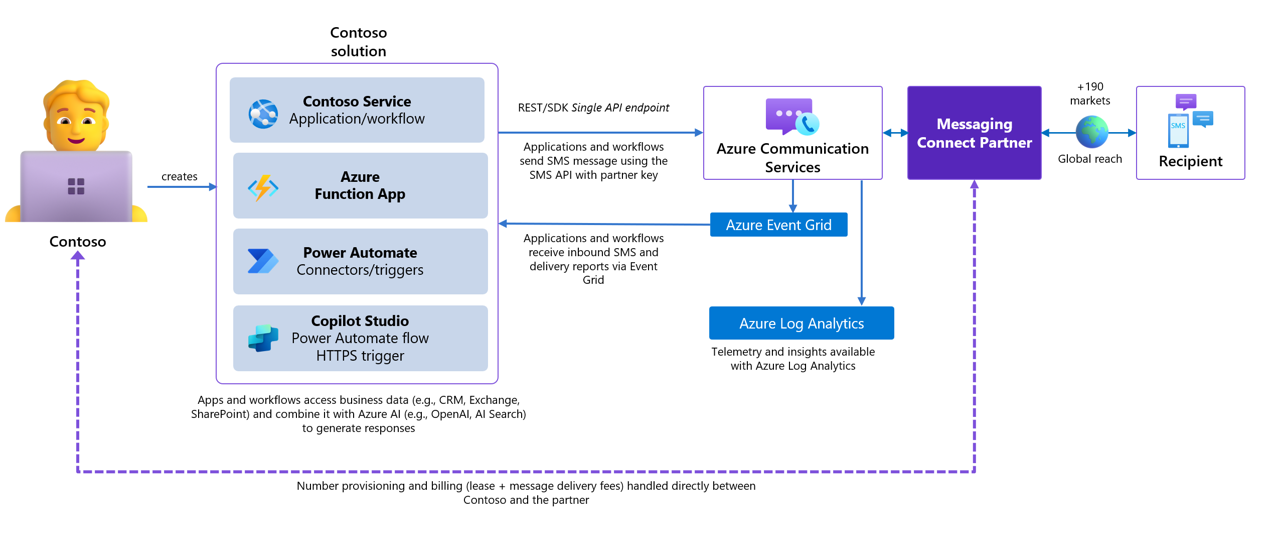 Contoso
solution
Contoso Service
Application/workflow
Azure
Function App
Power Automate
Connectors/triggers
Copilot Studio
Power Automate flow
HTTPS trigger
Apps and workflows access business data (e.g., CRM, Exchange,
SharePoint) and combine it with Azure AI (e.g., OpenAI, AI Search)
to generate responses
creates
Contoso
REST/SDK Single API endpoint
Applications and workflows
send SMS message using the
SMS API with partner key
Applications and workflows
receive inbound SMS and
delivery reports via Event
Grid
Azure Communication
Services
Azure Event Grid
Azure Log Analytics
Telemetry and insights available
with Azure Log Analytics
Messaging
Connect Partner
+190
markets
Global reach
SMS
Recipient
Number provisioning and billing (lease + message delivery fees) handled directly between
Contoso and the partner